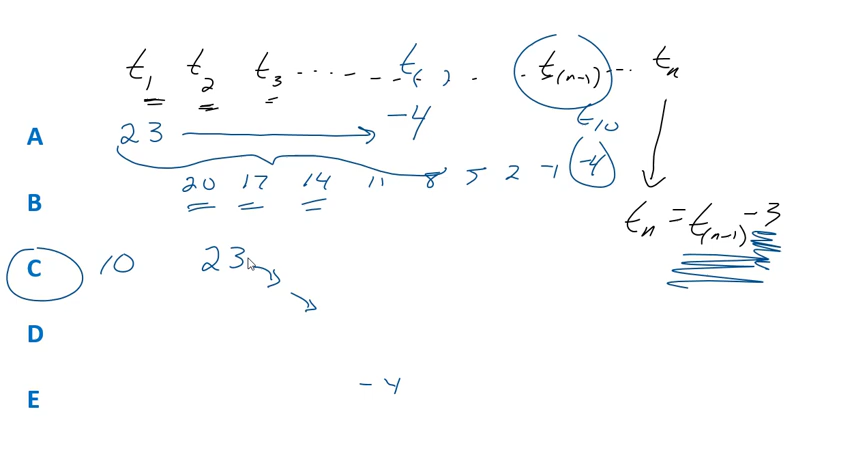 t₁ t₂ t₃ ........ t₍ ₎ . . t₍ₙ₋₁₎ .. tₙ
A 23 → -4 t₁₀
20 17 14 11 8 5 2 -1 -4
B tₙ = t₍ₙ₋₁₎ - 3
C 10 23
D
-4
E